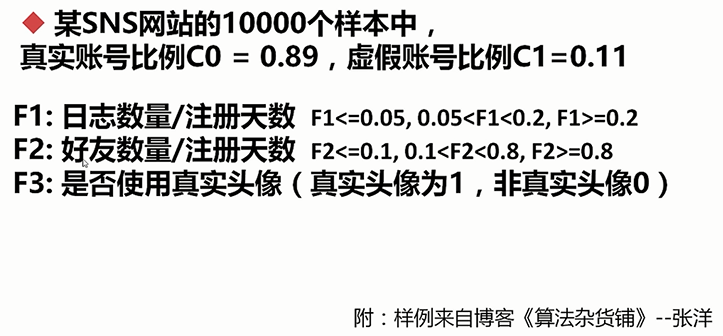 ◆ 某SNS网站的10000个样本中，
真实账号比例C0 = 0.89，虚假账号比例C1=0.11
F1: 日志数量/注册天数 F1<=0.05, 0.05<F1<0.2, F1>=0.2
F2: 好友数量/注册天数 F2<=0.1, 0.1<F2<0.8, F2>=0.8
F3: 是否使用真实头像（真实头像为1，非真实头像0）
附：样例来自博客《算法杂货铺》--张洋